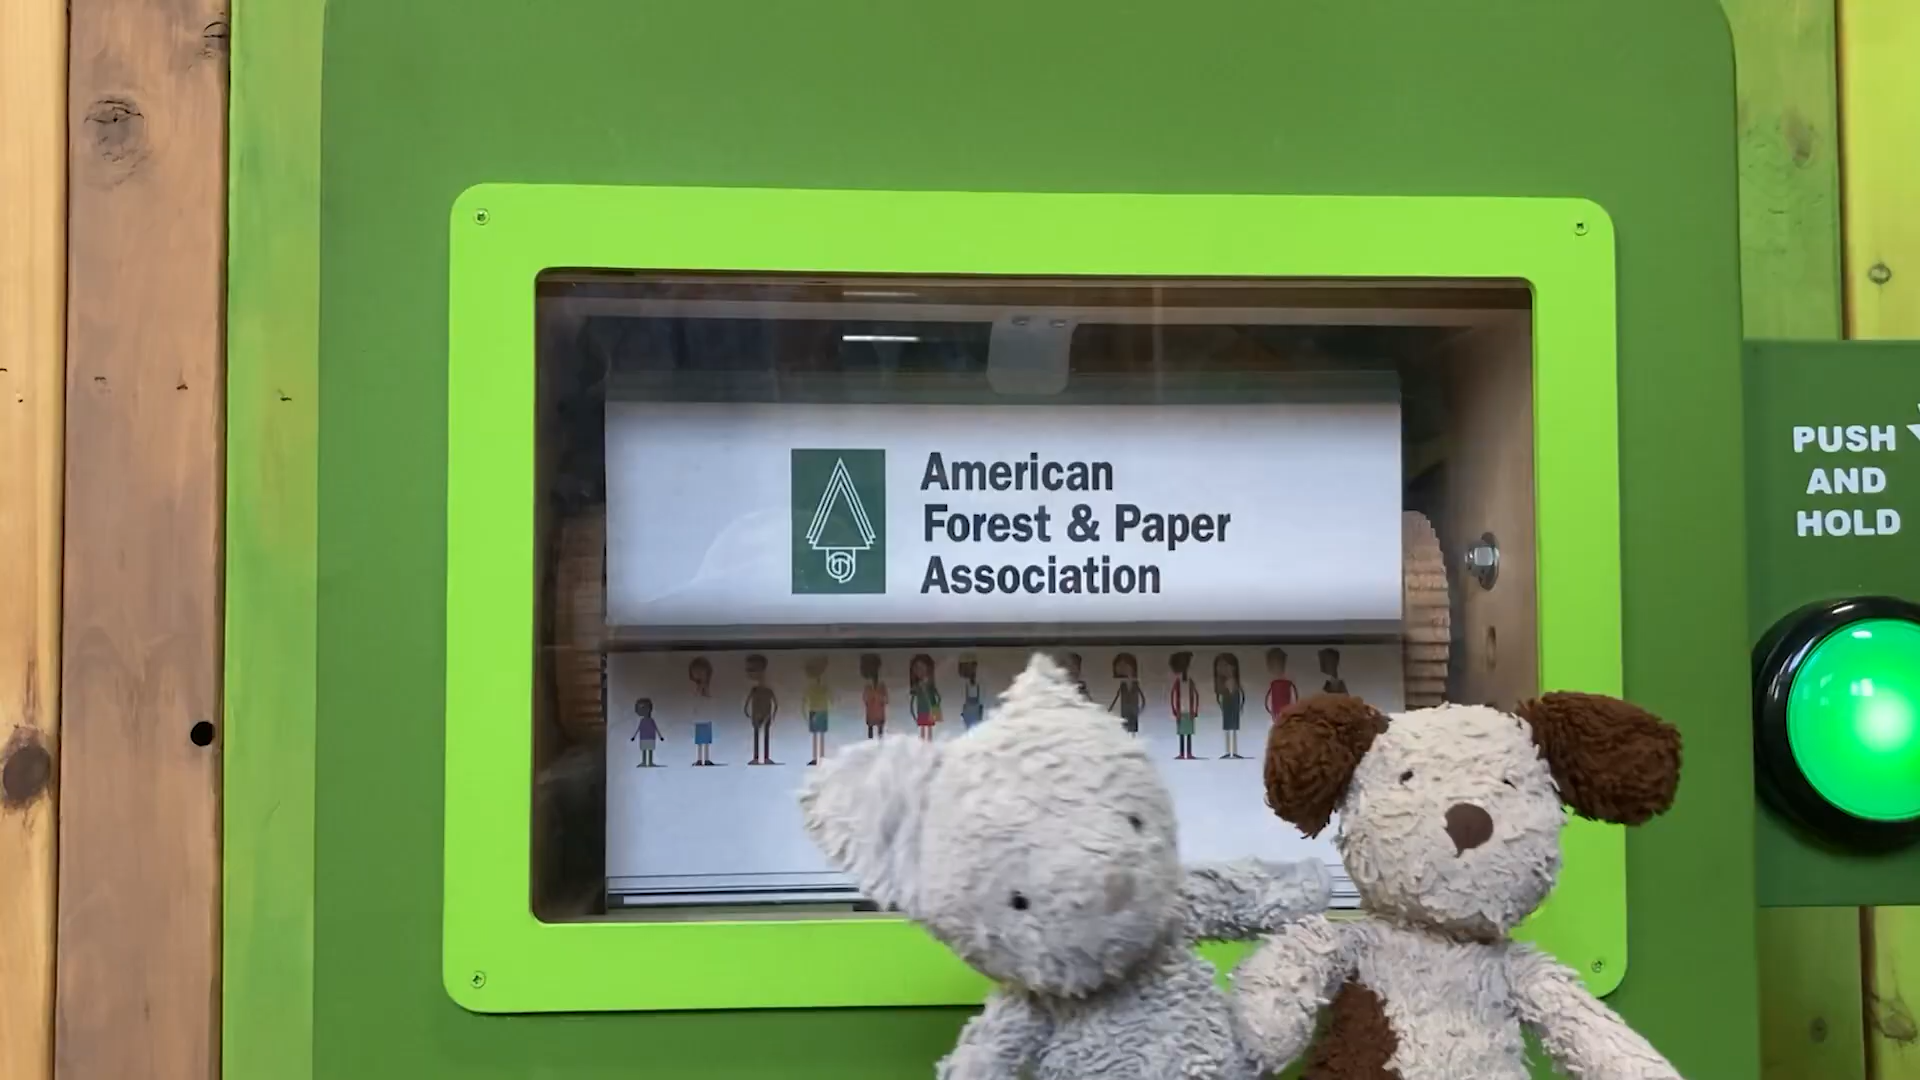 American
Forest & Paper
Association
PUSH
AND
HOLD